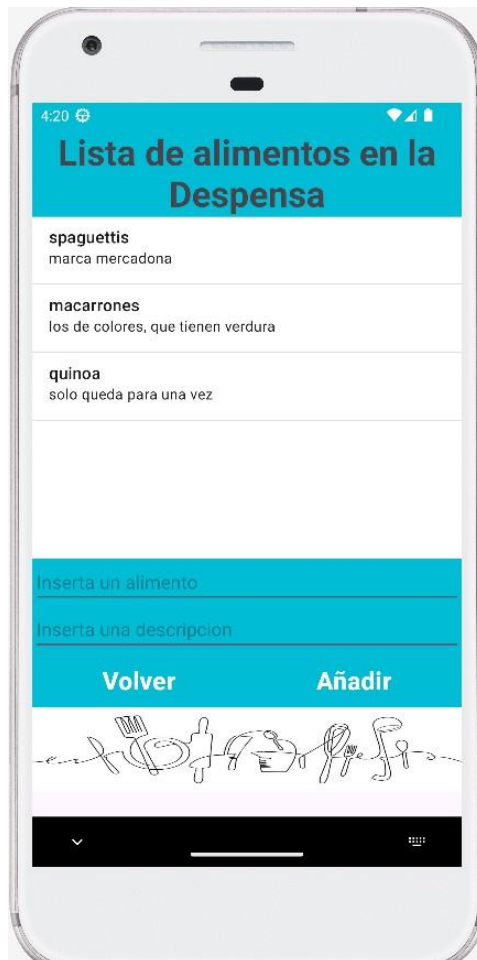 4:20
Lista de alimentos en la
Despensa
spaguettis
marca mercadona
macarrones
los de colores, que tienen verdura
quinoa
solo queda para una vez
Inserta un alimento
Inserta una descripcion
Volver
Añadir